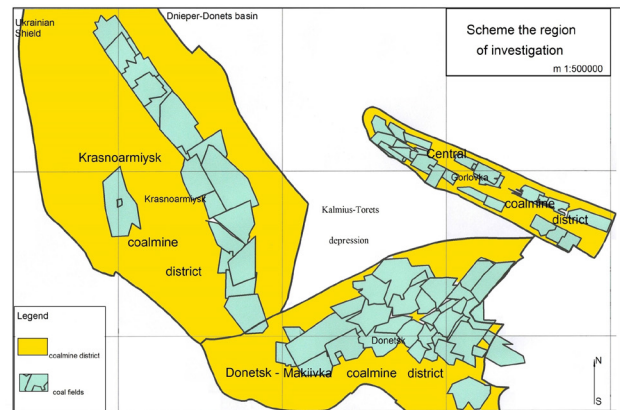 Ukrainian
Shield
Dnieper-Donets basin
Scheme the region
of investigation
m 1:500000
Krasnoarmiysk
Krasnoarmiysk
coalmine
district
Central
Gorlovka
coalmine
district
Kalmius-Torets
depression
Donetsk
Donetsk - Makiivka coalmine district
Legend
coalmine district
coal fields
N
S